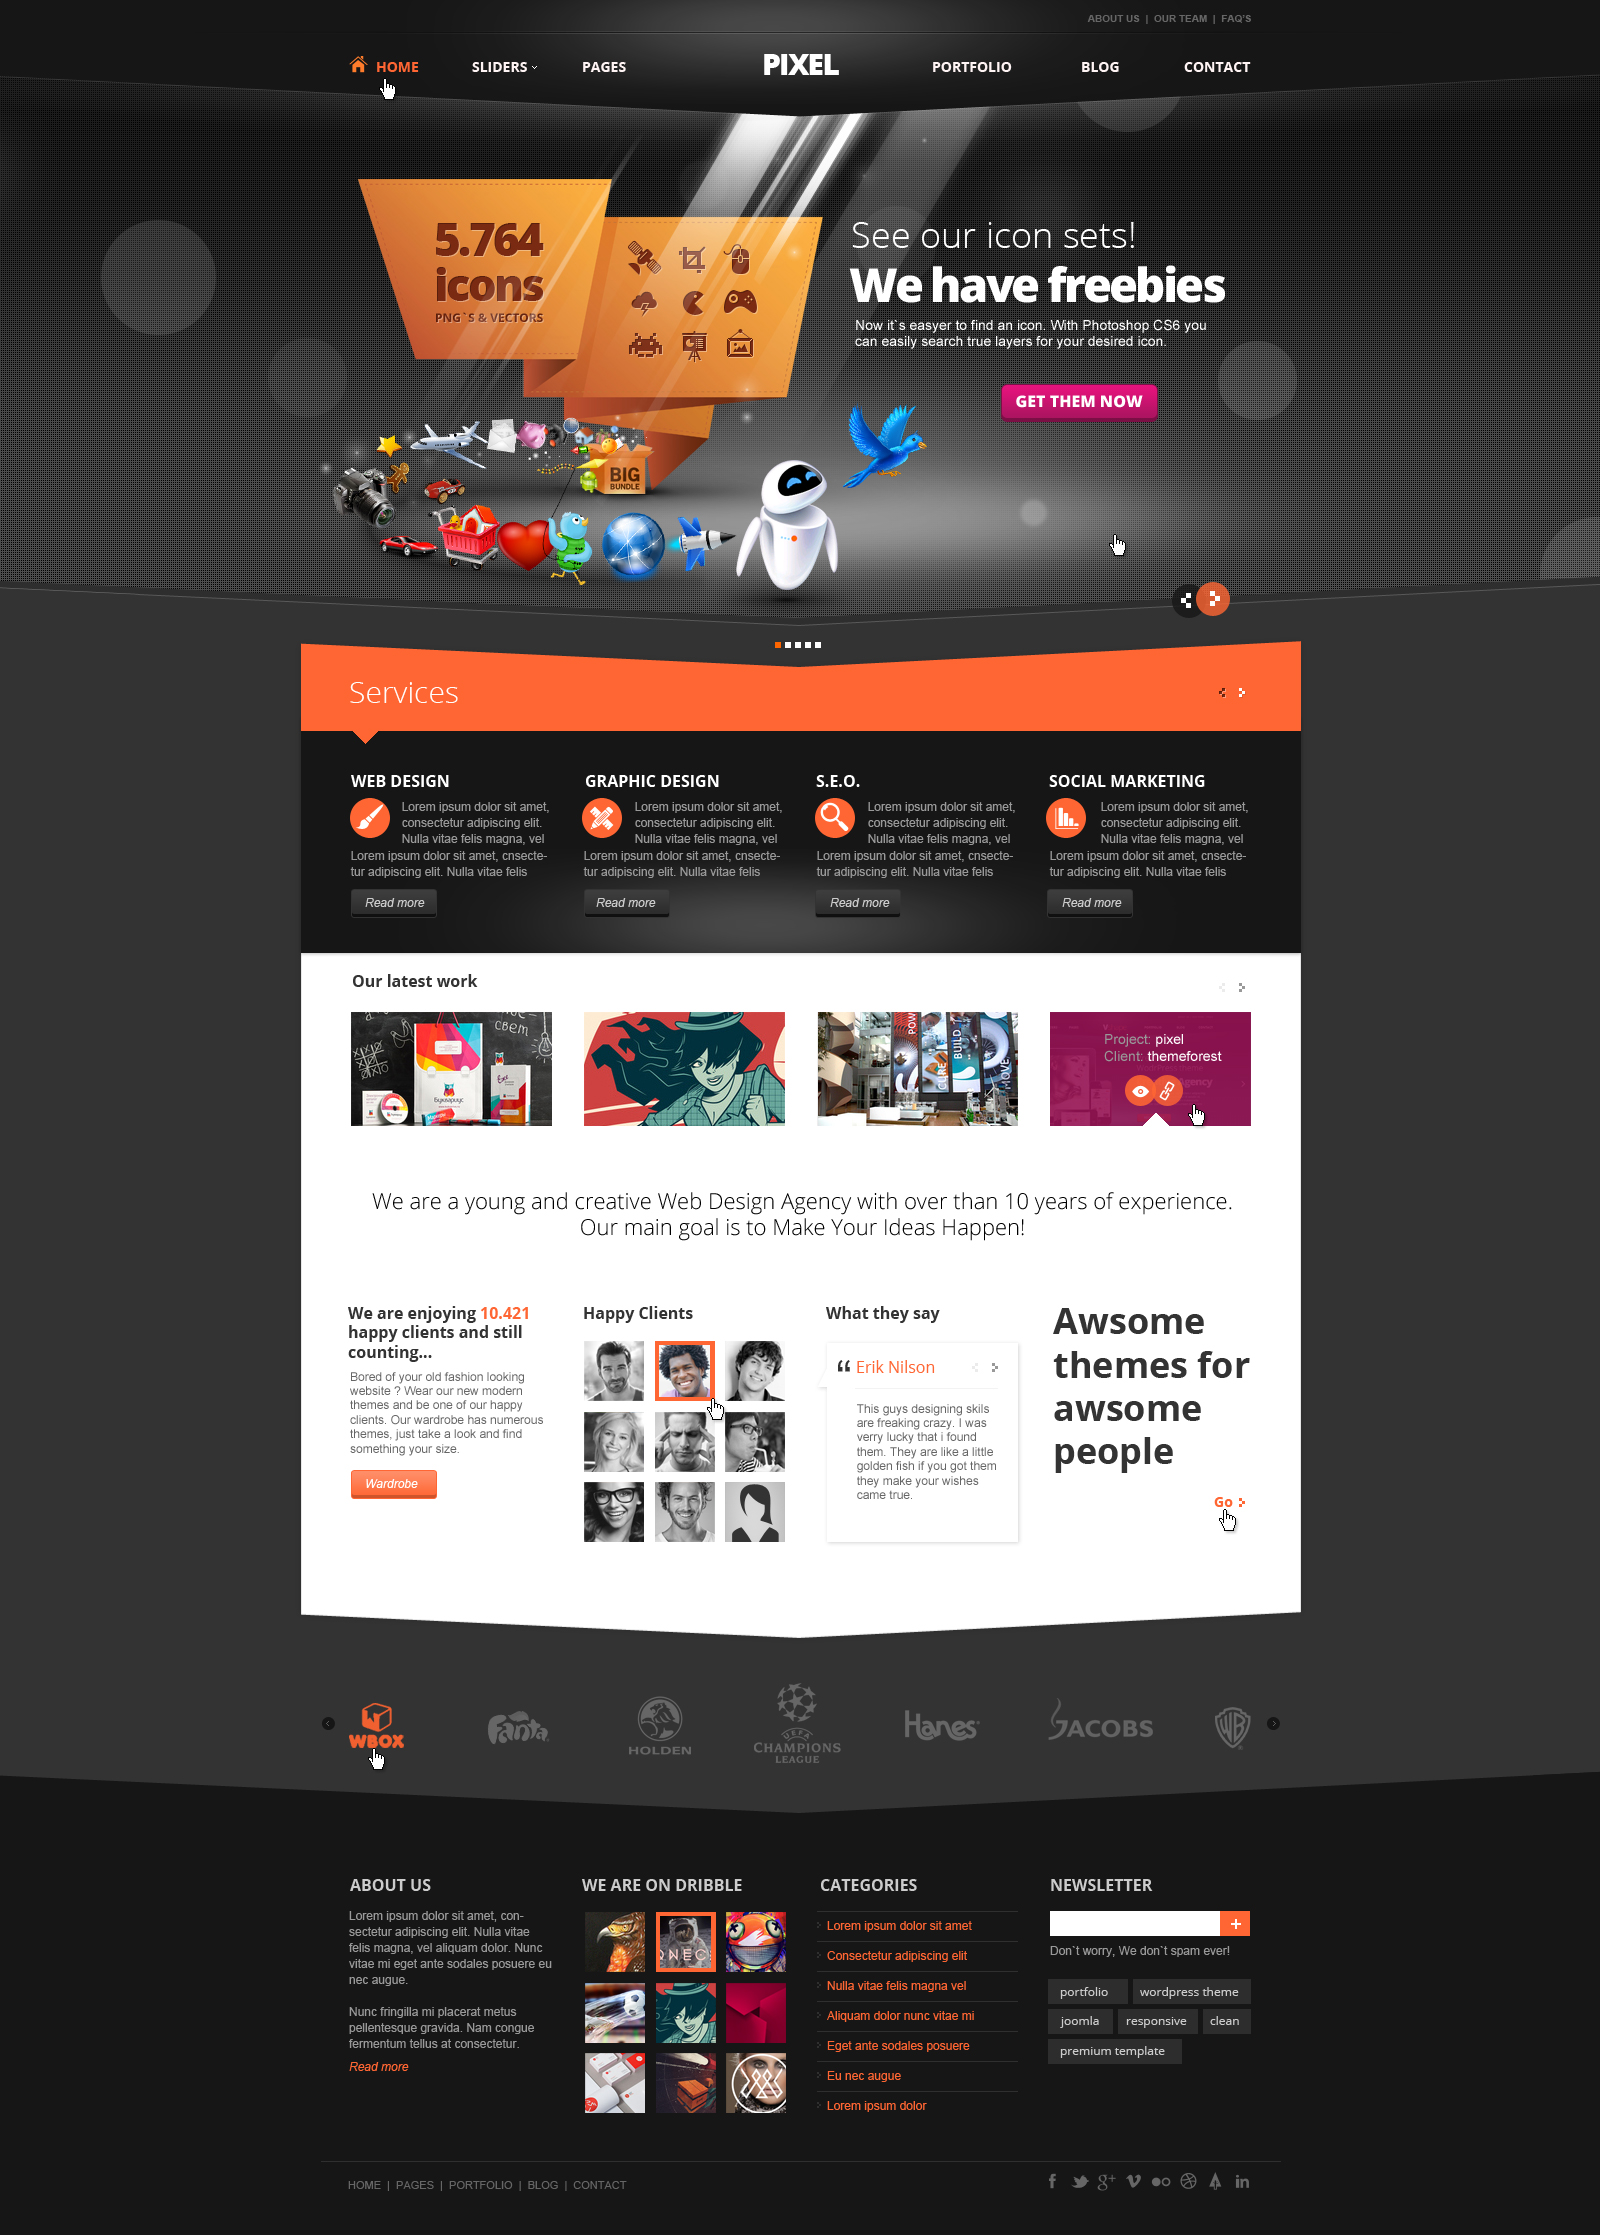 ABOUT US | OUR TEAM | FAQ'S
HOME SLIDERS PAGES PIXEL PORTFOLIO BLOG CONTACT
5.764
icons
PNG`S & VECTORS
See our icon sets!
We have freebies
Now it`s easyer to find an icon. With Photoshop CS6 you
can easily search true layers for your desired icon.
GET THEM NOW
BIG
BUNDLE
Services
WEB DESIGN
Lorem ipsum dolor sit amet,
consectetur adipiscing elit.
Nulla vitae felis magna, vel
Lorem ipsum dolor sit amet, cnsecte-
tur adipiscing elit. Nulla vitae felis
Read more
GRAPHIC DESIGN
Lorem ipsum dolor sit amet,
consectetur adipiscing elit.
Nulla vitae felis magna, vel
Lorem ipsum dolor sit amet, cnsecte-
tur adipiscing elit. Nulla vitae felis
Read more
S.E.O.
Lorem ipsum dolor sit amet,
consectetur adipiscing elit.
Nulla vitae felis magna, vel
Lorem ipsum dolor sit amet, cnsecte-
tur adipiscing elit. Nulla vitae felis
Read more
SOCIAL MARKETING
Lorem ipsum dolor sit amet,
consectetur adipiscing elit.
Nulla vitae felis magna, vel
Lorem ipsum dolor sit amet, cnsecte-
tur adipiscing elit. Nulla vitae felis
Read more
Our latest work
свет
Буквариус
POW
CURE
BUILD
MOVE
Project: pixel
Client: themeforest
We are a young and creative Web Design Agency with over than 10 years of experience.
Our main goal is to Make Your Ideas Happen!
We are enjoying 10.421
happy clients and still
counting...
Bored of your old fashion looking
website ? Wear our new modern
themes and be one of our happy
clients. Our wardrobe has numerous
themes, just take a look and find
something your size.
Wardrobe
Happy Clients
What they say
“ Erik Nilson
This guys designing skils
are freaking crazy. I was
verry lucky that i found
them. They are like a little
golden fish if you got them
they make your wishes
came true.
Awsome
themes for
awsome
people
Go
WBOX
Fanta
HOLDEN
UEFA
CHAMPIONS
LEAGUE
Hanes
JACOBS
WB
ABOUT US
Lorem ipsum dolor sit amet, con-
sectetur adipiscing elit. Nulla vitae
felis magna, vel aliquam dolor. Nunc
vitae mi eget ante sodales posuere eu
nec augue.
Nunc fringilla mi placerat metus
pellentesque gravida. Nam congue
fermentum tellus at consectetur.
Read more
WE ARE ON DRIBBLE
NEC
CATEGORIES
Lorem ipsum dolor sit amet
Consectetur adipiscing elit
Nulla vitae felis magna vel
Aliquam dolor nunc vitae mi
Eget ante sodales posuere
Eu nec augue
Lorem ipsum dolor
NEWSLETTER
+
Don`t worry, We don`t spam ever!
portfolio wordpress theme
joomla responsive clean
premium template
HOME | PAGES | PORTFOLIO | BLOG | CONTACT